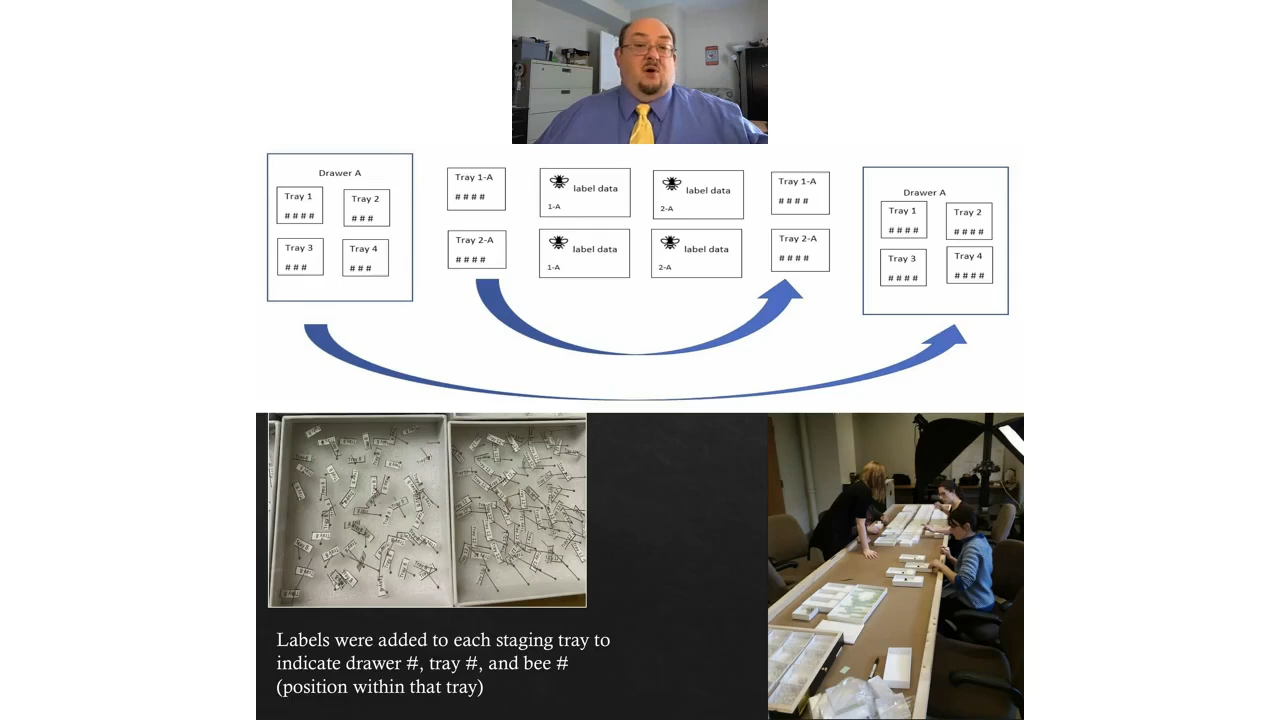 Drawer A
Tray 1
# # # #
Tray 2
# # #
Tray 3
# # #
Tray 4
# # #
Tray 1-A
# # # #
Tray 2-A
# # # #
label data
1-A
label data
2-A
label data
1-A
label data
2-A
Tray 1-A
# # # #
Tray 2-A
# # # #
Drawer A
Tray 1
# # # #
Tray 2
# # # #
Tray 3
# # # #
Tray 4
# # # #
Labels were added to each staging tray to
indicate drawer #, tray #, and bee #
(position within that tray)